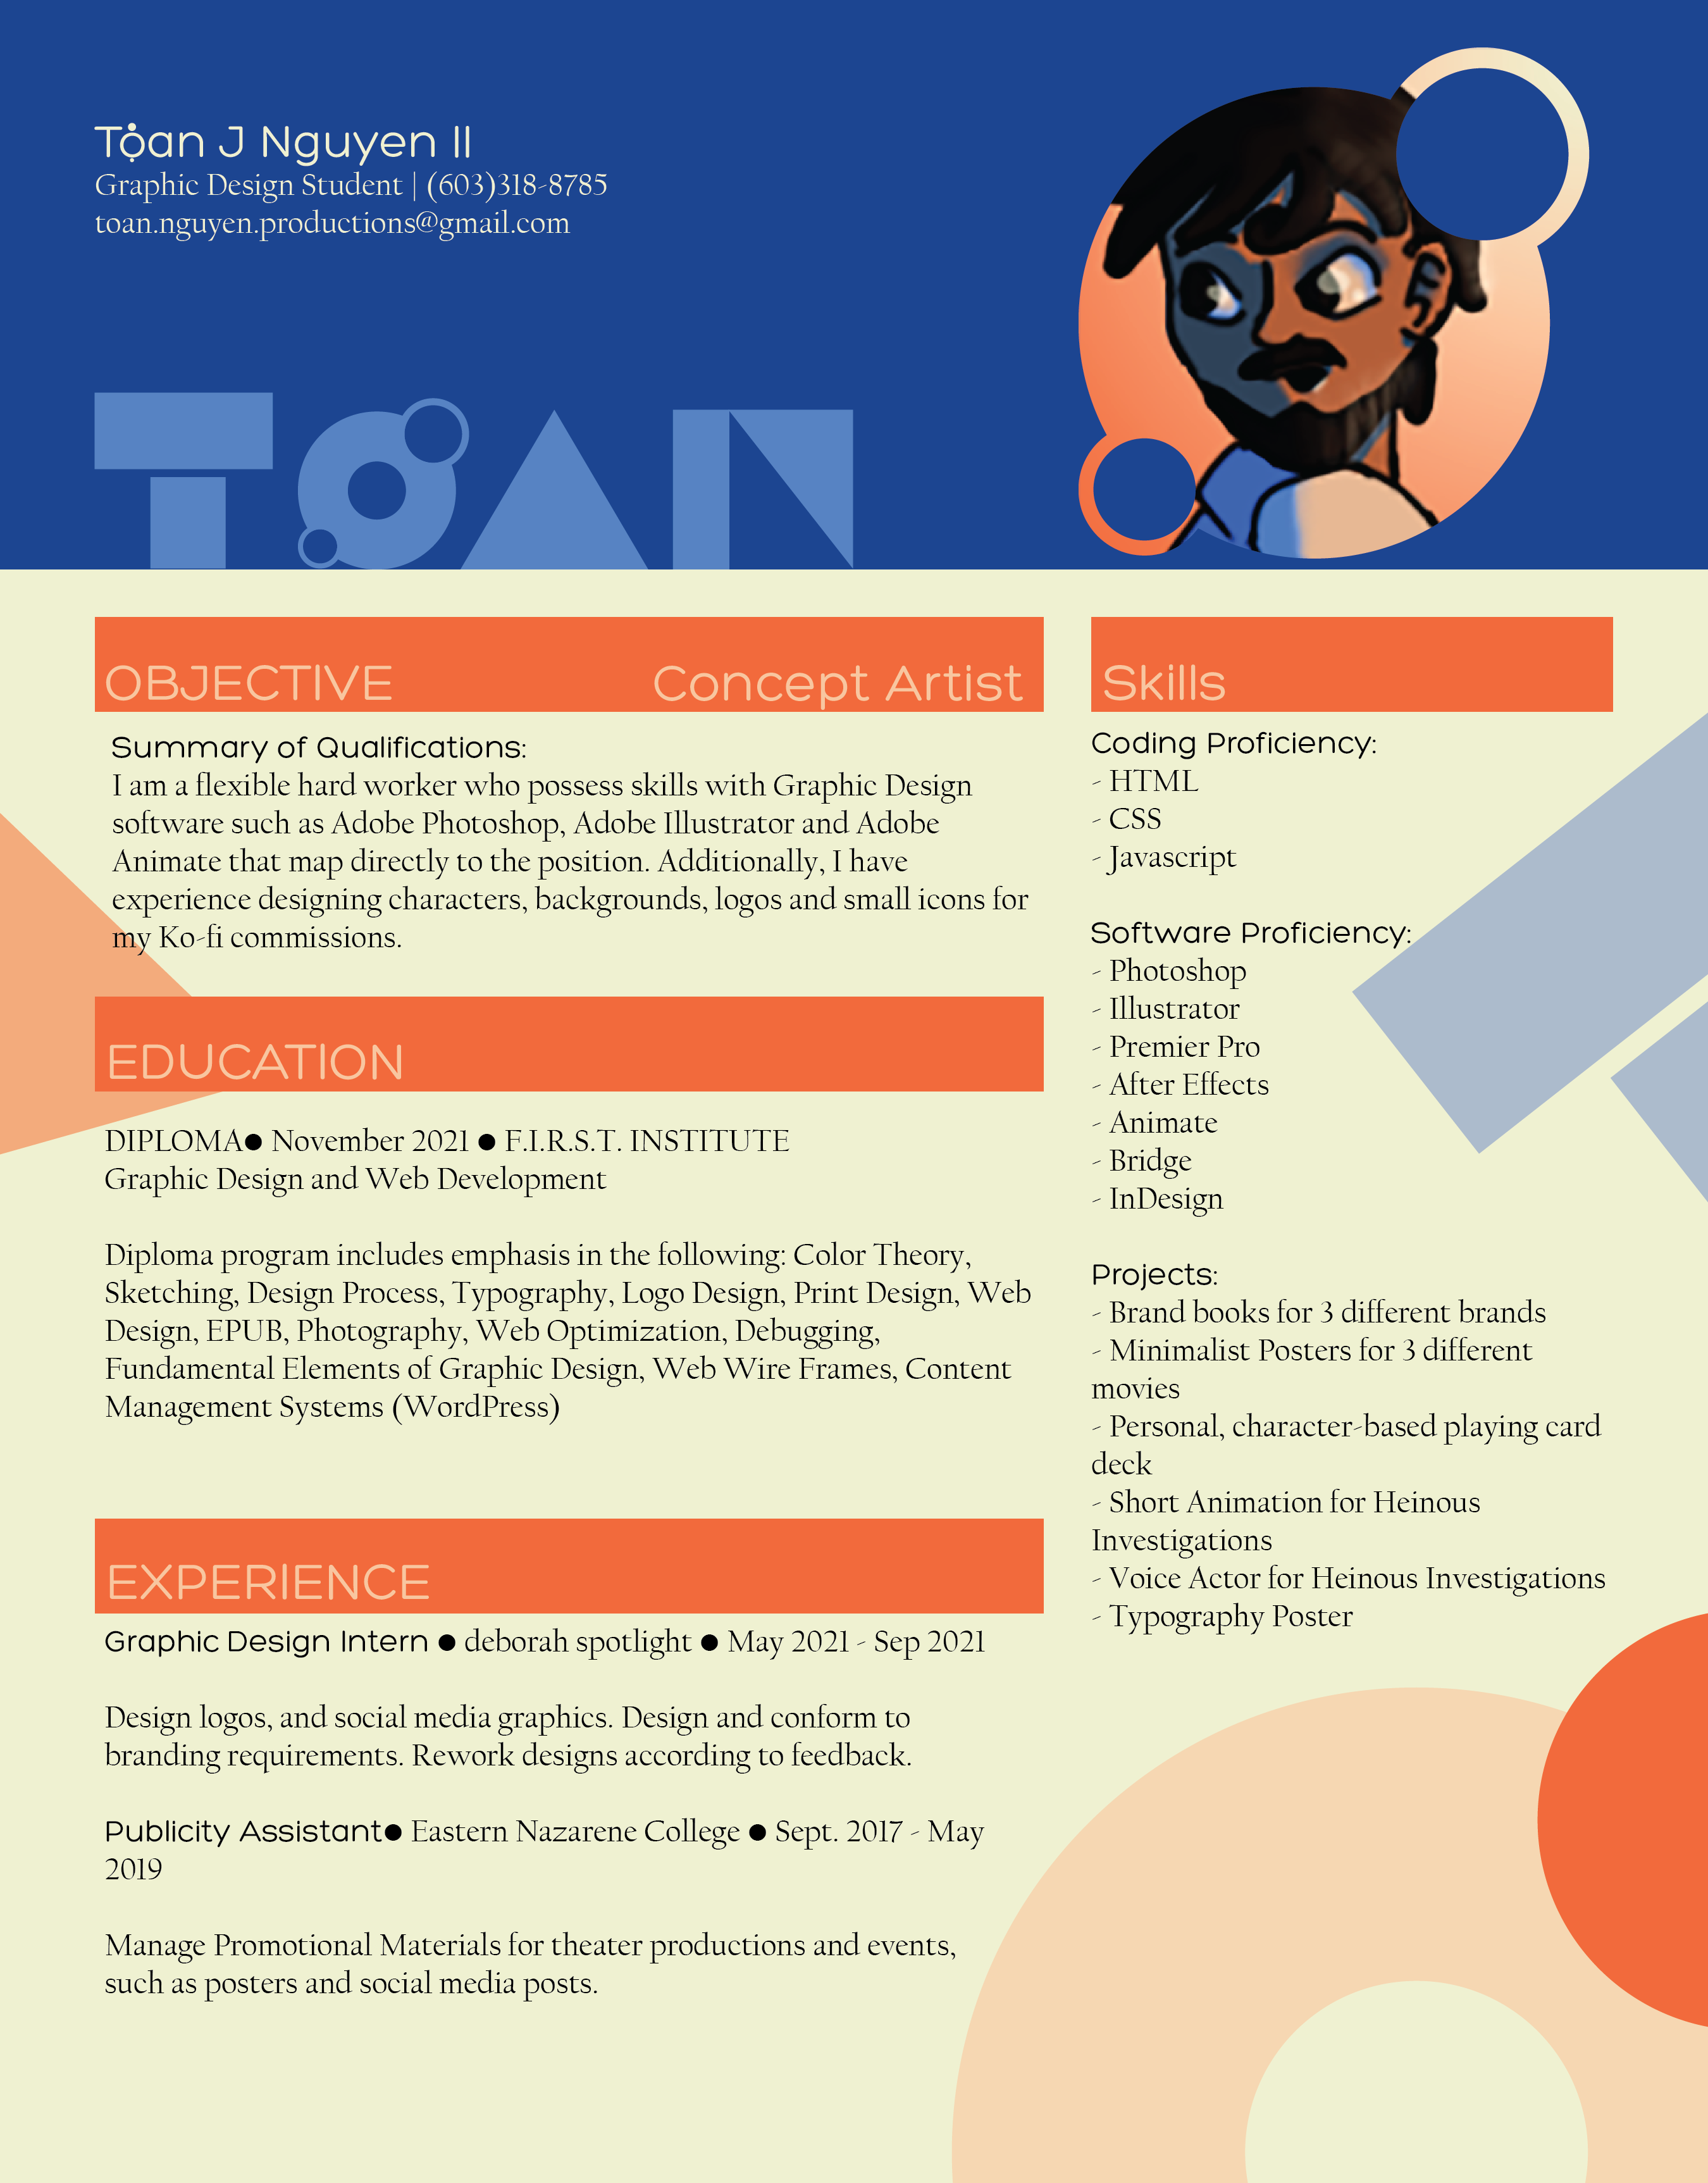 Toan J Nguyen II
Graphic Design Student | (603)318-8785
toan.nguyen.productions@gmail.com
TOAN
OBJECTIVE Concept Artist
Summary of Qualifications:
I am a flexible hard worker who possess skills with Graphic Design
software such as Adobe Photoshop, Adobe Illustrator and Adobe
Animate that map directly to the position. Additionally, I have
experience designing characters, backgrounds, logos and small icons for
my Ko-fi commissions.
EDUCATION
DIPLOMA● November 2021 ● F.I.R.S.T. INSTITUTE
Graphic Design and Web Development
Diploma program includes emphasis in the following: Color Theory,
Sketching, Design Process, Typography, Logo Design, Print Design, Web
Design, EPUB, Photography, Web Optimization, Debugging,
Fundamental Elements of Graphic Design, Web Wire Frames, Content
Management Systems (WordPress)
EXPERIENCE
Graphic Design Intern ● deborah spotlight ● May 2021 - Sep 2021
Design logos, and social media graphics. Design and conform to
branding requirements. Rework designs according to feedback.
Publicity Assistant● Eastern Nazarene College ● Sept. 2017 - May
2019
Manage Promotional Materials for theater productions and events,
such as posters and social media posts.
Skills
Coding Proficiency:
- HTML
- CSS
- Javascript
Software Proficiency:
- Photoshop
- Illustrator
- Premier Pro
- After Effects
- Animate
- Bridge
- InDesign
Projects:
- Brand books for 3 different brands
- Minimalist Posters for 3 different
movies
- Personal, character-based playing card
deck
- Short Animation for Heinous
Investigations
- Voice Actor for Heinous Investigations
- Typography Poster